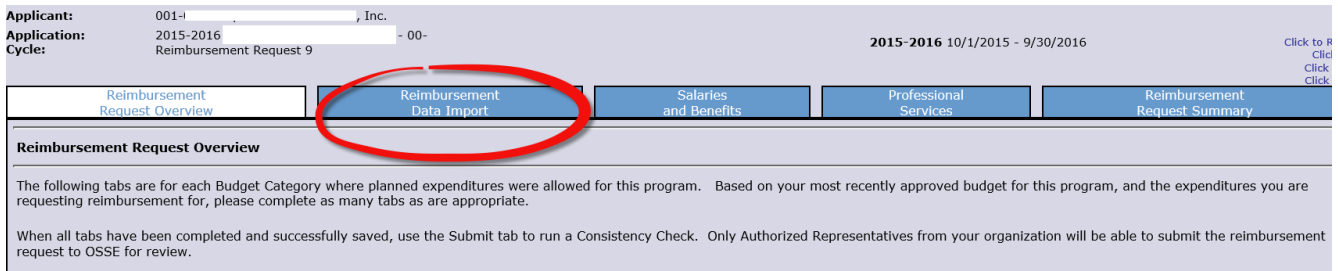 Applicant: 001- , Inc.
Application: 2015-2016 - 00-
Cycle: Reimbursement Request 9
2015-2016 10/1/2015 - 9/30/2016
Click to R
Click
Click
Click
Reimbursement Request Overview
Reimbursement Data Import
Salaries and Benefits
Professional Services
Reimbursement Request Summary
Reimbursement Request Overview
The following tabs are for each Budget Category where planned expenditures were allowed for this program. Based on your most recently approved budget for this program, and the expenditures you are
requesting reimbursement for, please complete as many tabs as are appropriate.
When all tabs have been completed and successfully saved, use the Submit tab to run a Consistency Check. Only Authorized Representatives from your organization will be able to submit the reimbursement
request to OSSE for review.